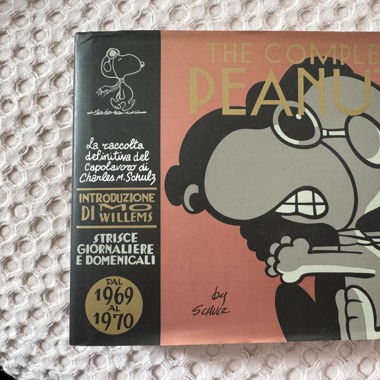 THE COMPLE
PEANU
La raccolta
definitiva del
capolavoro di
Charles M. Schulz
INTRODUZIONE
DI MO
WILLEMS
STRISCE
GIORNALIERE
E DOMENICALI
DAL
1969
AL
1970
by
SCHULZ